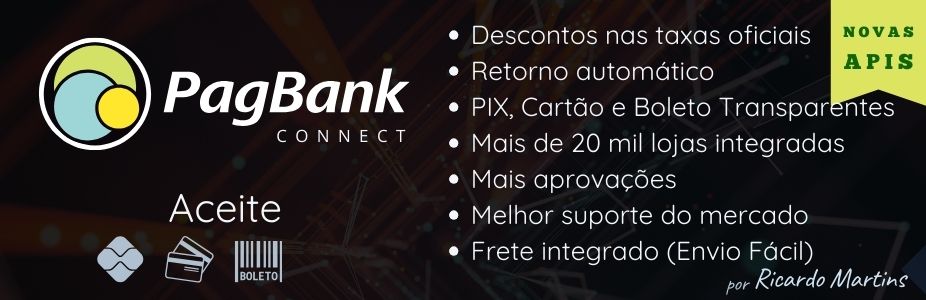 PagBank
CONNECT
Aceite
BOLETO
• Descontos nas taxas oficiais
• Retorno automático
• PIX, Cartão e Boleto Transparentes
• Mais de 20 mil lojas integradas
• Mais aprovações
• Melhor suporte do mercado
• Frete integrado (Envio Fácil)
NOVAS
APIS
por Ricardo Martins